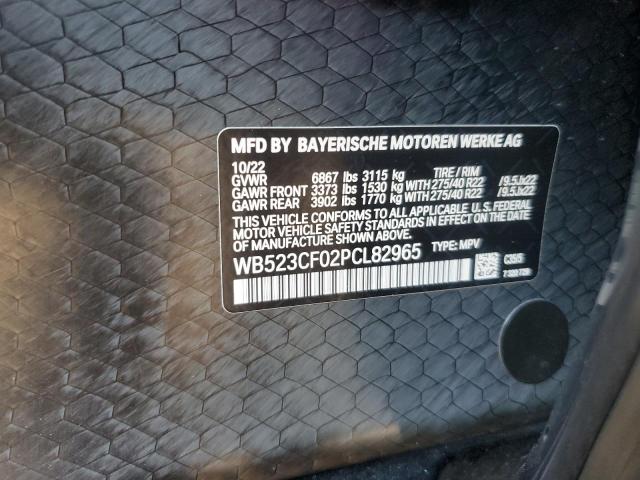 MFD BY BAYERISCHE MOTOREN WERKE AG
10/22 TIRE / RIM
GVWR 6867 lbs 3115 kg
GAWR FRONT 3373 lbs 1530 kg WITH 275/40 R22 /9.5Jx22
GAWR REAR 3902 lbs 1770 kg WITH 275/40 R22 /9.5Jx22
THIS VEHICLE CONFORMS TO ALL APPLICABLE U. S. FEDERAL
MOTOR VEHICLE SAFETY STANDARDS IN EFFECT ON THE
DATE OF MANUFACTURE SHOWN ABOVE.
WB523CF02PCL82965 TYPE: MPV